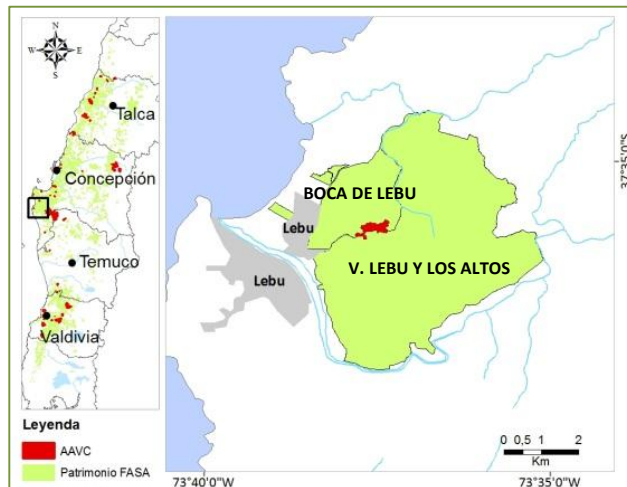 N
W E
S
Talca
Concepción
Temuco
Valdivia
Leyenda
AAVC
Patrimonio FASA
BOCA DE LEBU
Lebu
Lebu
V. LEBU Y LOS ALTOS
37°35'0"S
0 0,5 1 2
Km
73°40'0"W 73°35'0"W